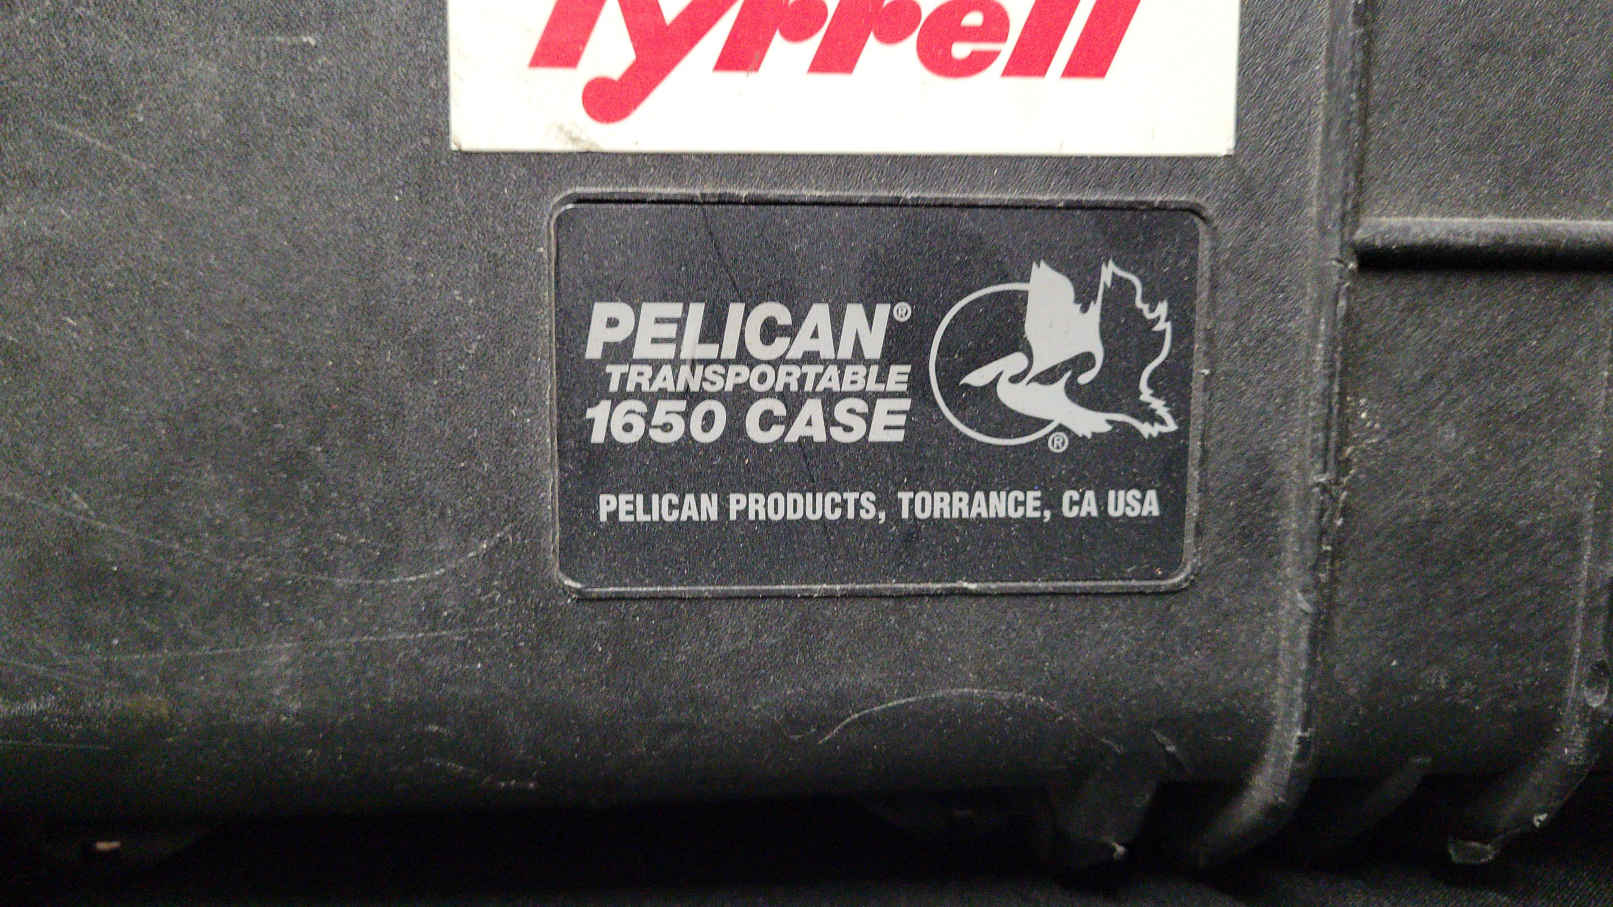 Tyrrell
PELICAN®
TRANSPORTABLE
1650 CASE
®
PELICAN PRODUCTS, TORRANCE, CA USA